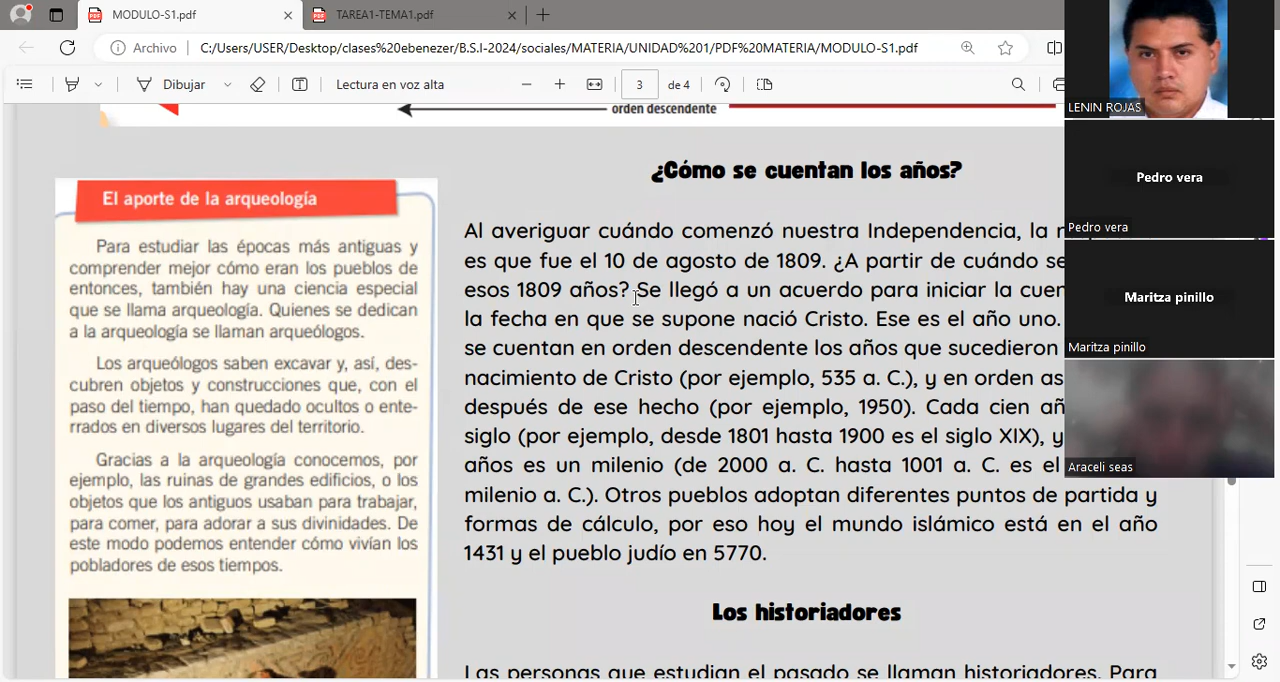 MODULO-S1.pdf
TAREA1-TEMA1.pdf
Archivo
C:/Users/USER/Desktop/clases%20ebenezer/B.S.I-2024/sociales/MATERIA/UNIDAD%201/PDF%20MATERIA/MODULO-S1.pdf
Dibujar
Lectura en voz alta
3 de 4
orden descendente
El aporte de la arqueología
Para estudiar las épocas más antiguas y
comprender mejor cómo eran los pueblos de
entonces, también hay una ciencia especial
que se llama arqueología. Quienes se dedican
a la arqueología se llaman arqueólogos.
Los arqueólogos saben excavar y, así, des-
cubren objetos y construcciones que, con el
paso del tiempo, han quedado ocultos o ente-
rrados en diversos lugares del territorio.
Gracias a la arqueología conocemos, por
ejemplo, las ruinas de grandes edificios, o los
objetos que los antiguos usaban para trabajar,
para comer, para adorar a sus divinidades. De
este modo podemos entender cómo vivían los
pobladores de esos tiempos.
¿Cómo se cuentan los años?
Al averiguar cuándo comenzó nuestra Independencia, la
es que fue el 10 de agosto de 1809. ¿A partir de cuándo se
esos 1809 años? Se llegó a un acuerdo para iniciar la
la fecha en que se supone nació Cristo. Ese es el año uno.
se cuentan en orden descendente los años que sucedieron
nacimiento de Cristo (por ejemplo, 535 a. C.), y en orden
después de ese hecho (por ejemplo, 1950). Cada cien
siglo (por ejemplo, desde 1801 hasta 1900 es el siglo XIX), y
años es un milenio (de 2000 a. C. hasta 1001 a. C. es el
milenio a. C.). Otros pueblos adoptan diferentes puntos de partida y
formas de cálculo, por eso hoy el mundo islámico está en el año
1431 y el pueblo judío en 5770.
Los historiadores
Las personas que estudian el pasado se llaman historiadores. Para
LENIN ROJAS
Pedro vera
Pedro vera
Maritza pinillo
Maritza pinillo
Araceli seas